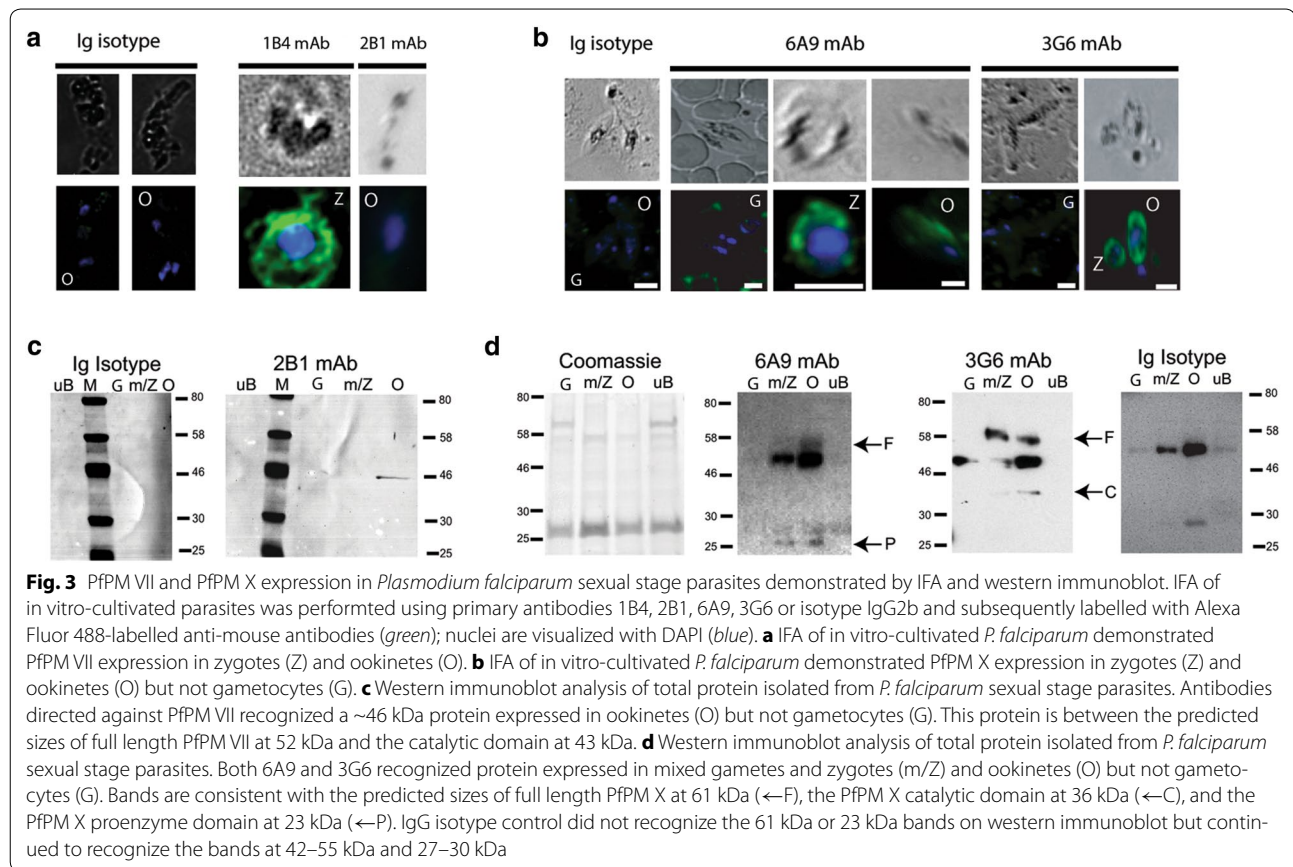 a
Ig isotype
1B4 mAb
2B1 mAb
O
O
Z
O
b
Ig isotype
6A9 mAb
3G6 mAb
O
G
G
Z
O
G
O
Z
c
Ig Isotype
uB M G m/Z O
80
58
46
30
25
2B1 mAb
uB M G m/Z O
80
58
46
30
25
d
Coomassie
G m/Z O uB
80
58
46
30
25
6A9 mAb
G m/Z O uB
80
58
46
30
25
←F
←P
3G6 mAb
G m/Z O uB
80
58
46
30
25
←F
←C
Ig Isotype
G m/Z O uB
80
58
46
30
25
Fig. 3 PfPM VII and PfPM X expression in Plasmodium falciparum sexual stage parasites demonstrated by IFA and western immunoblot. IFA of
in vitro-cultivated parasites was performted using primary antibodies 1B4, 2B1, 6A9, 3G6 or isotype IgG2b and subsequently labelled with Alexa
Fluor 488-labelled anti-mouse antibodies (green); nuclei are visualized with DAPI (blue). a IFA of in vitro-cultivated P. falciparum demonstrated
PfPM VII expression in zygotes (Z) and ookinetes (O). b IFA of in vitro-cultivated P. falciparum demonstrated PfPM X expression in zygotes (Z) and
ookinetes (O) but not gametocytes (G). c Western immunoblot analysis of total protein isolated from P. falciparum sexual stage parasites. Antibodies
directed against PfPM VII recognized a ~46 kDa protein expressed in ookinetes (O) but not gametocytes (G). This protein is between the predicted
sizes of full length PfPM VII at 52 kDa and the catalytic domain at 43 kDa. d Western immunoblot analysis of total protein isolated from P. falciparum
sexual stage parasites. Both 6A9 and 3G6 recognized protein expressed in mixed gametes and zygotes (m/Z) and ookinetes (O) but not gameto-
cytes (G). Bands are consistent with the predicted sizes of full length PfPM X at 61 kDa (←F), the PfPM X catalytic domain at 36 kDa (←C), and the
PfPM X proenzyme domain at 23 kDa (←P). IgG isotype control did not recognize the 61 kDa or 23 kDa bands on western immunoblot but contin-
ued to recognize the bands at 42–55 kDa and 27–30 kDa